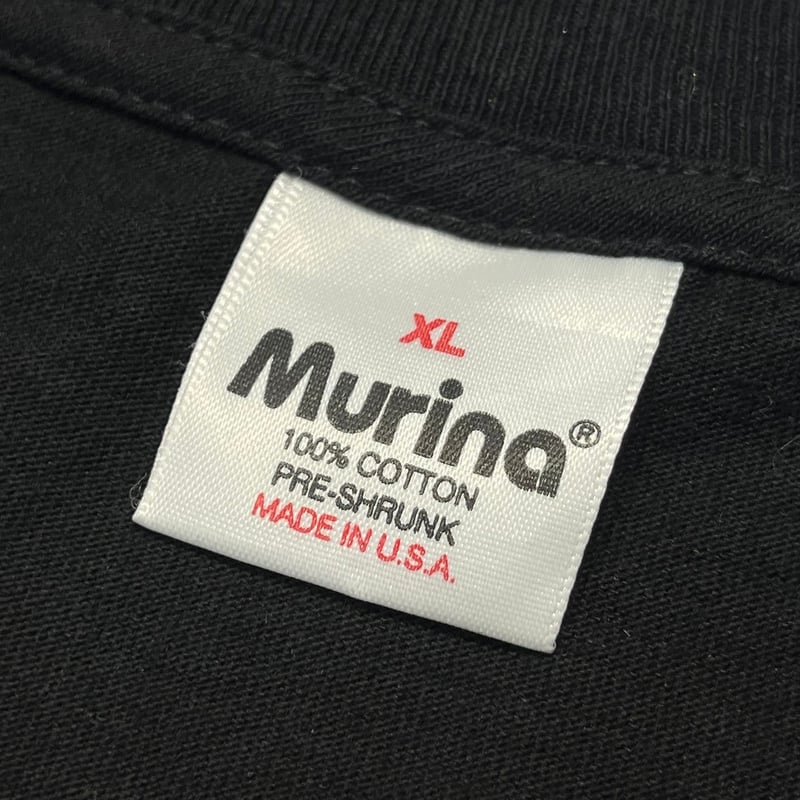 XL
Murina®
100% COTTON
PRE-SHRUNK
MADE IN U.S.A.